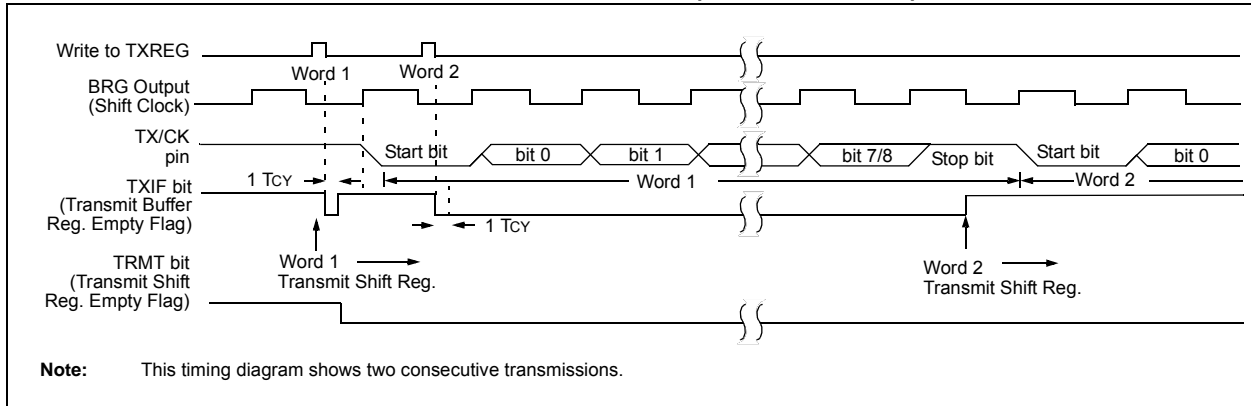 Write to TXREG
Word 1
Word 2
BRG Output
(Shift Clock)
TX/CK
pin
Start bit
bit 0
bit 1
bit 7/8
Stop bit
Start bit
bit 0
1 TCY
Word 1
Word 2
TXIF bit
(Transmit Buffer
Reg. Empty Flag)
1 TCY
Word 1
Transmit Shift Reg.
Word 2
Transmit Shift Reg.
TRMT bit
(Transmit Shift
Reg. Empty Flag)
Note: This timing diagram shows two consecutive transmissions.